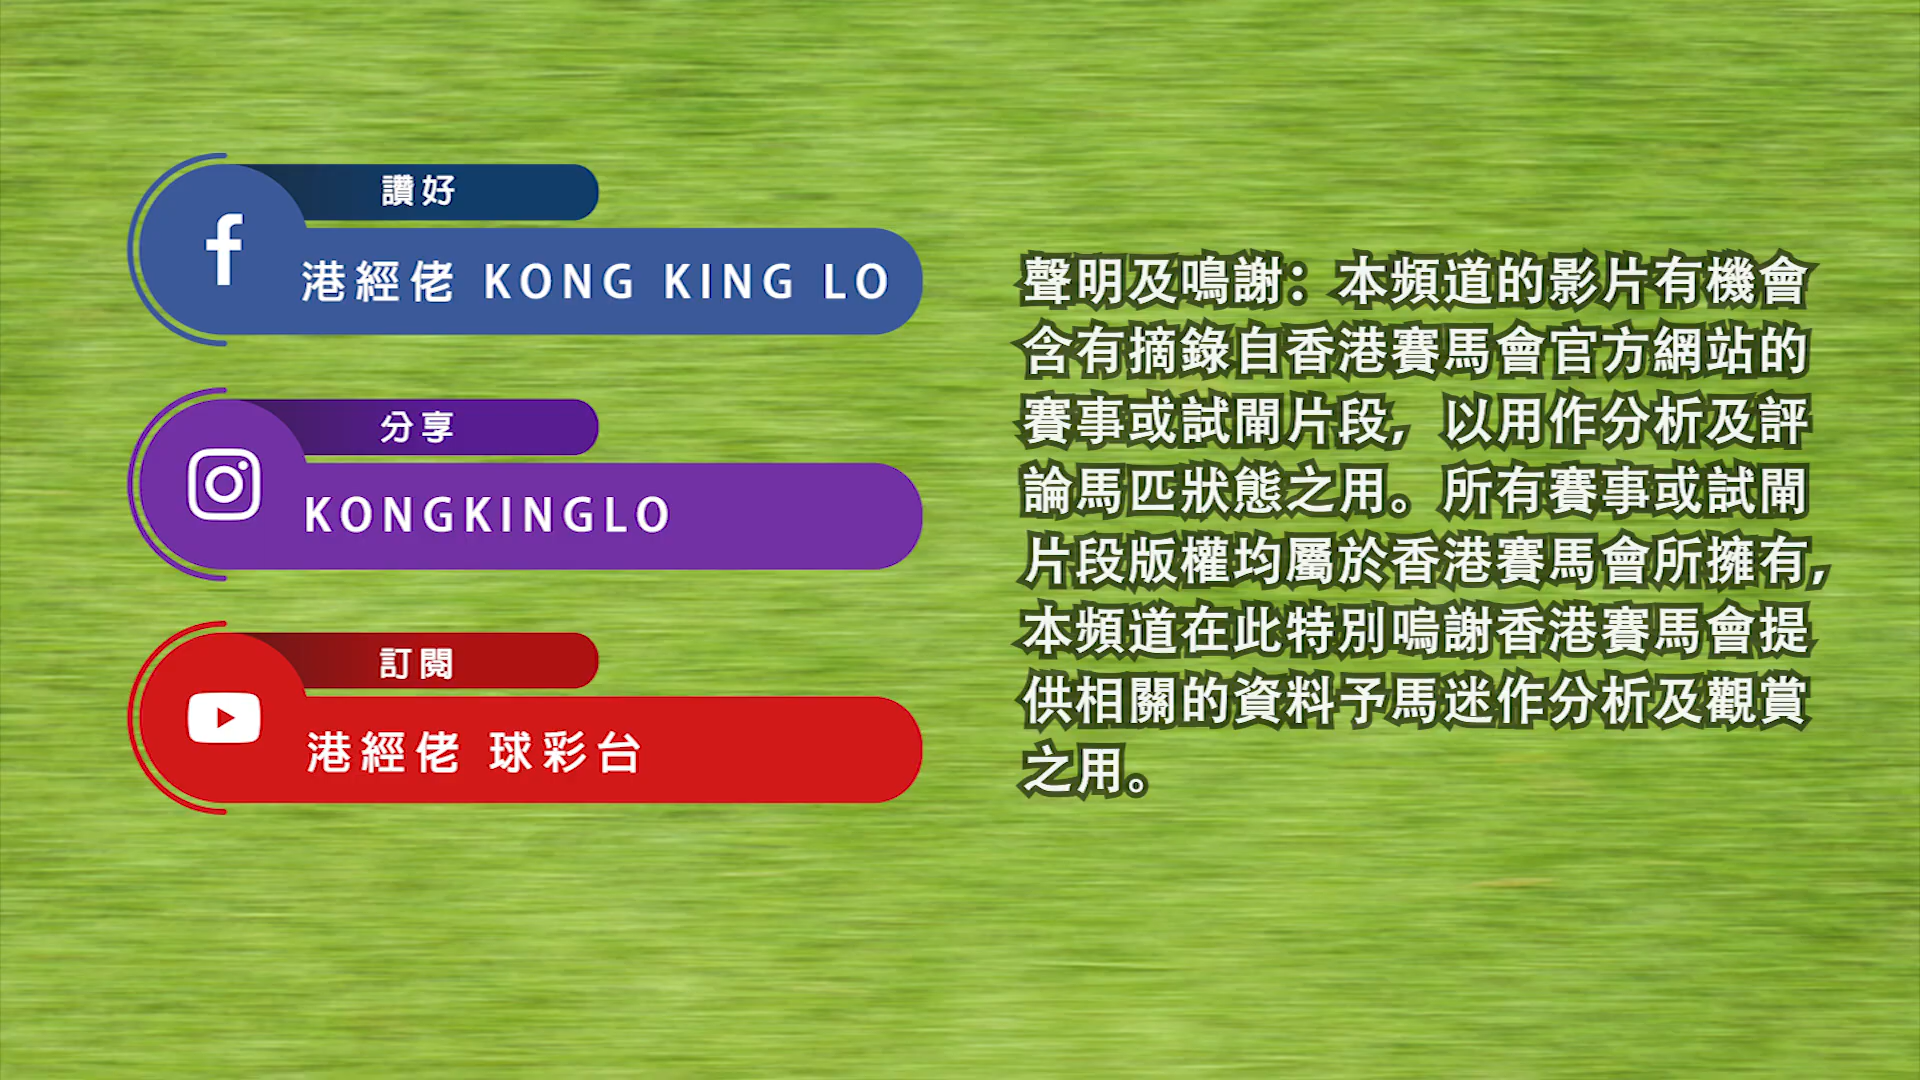 讚好
港經佬 KONG KING LO
分享
KONGKINGLO
訂閱
港經佬 球彩台
聲明及鳴謝：本頻道的影片有機會
含有摘錄自香港賽馬會官方網站的
賽事或試閘片段，以用作分析及評
論馬匹狀態之用。所有賽事或試閘
片段版權均屬於香港賽馬會所擁有，
本頻道在此特別嗚謝香港賽馬會提
供相關的資料予馬迷作分析及觀賞
之用。